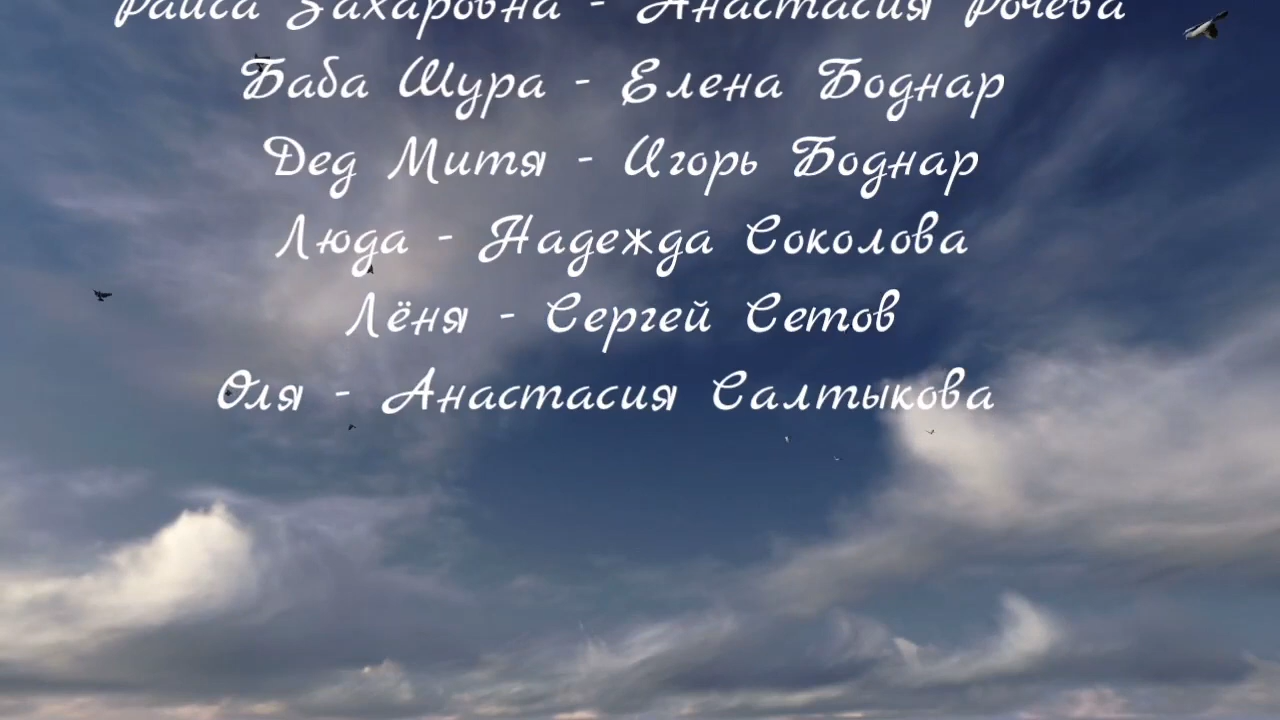 Раиса Захаровна - Анастасия Рочева
Баба Шура - Елена Боднар
Дед Митя - Игорь Боднар
Люда - Надежда Соколова
Лёня - Сергей Сетов
Оля - Анастасия Салтыкова